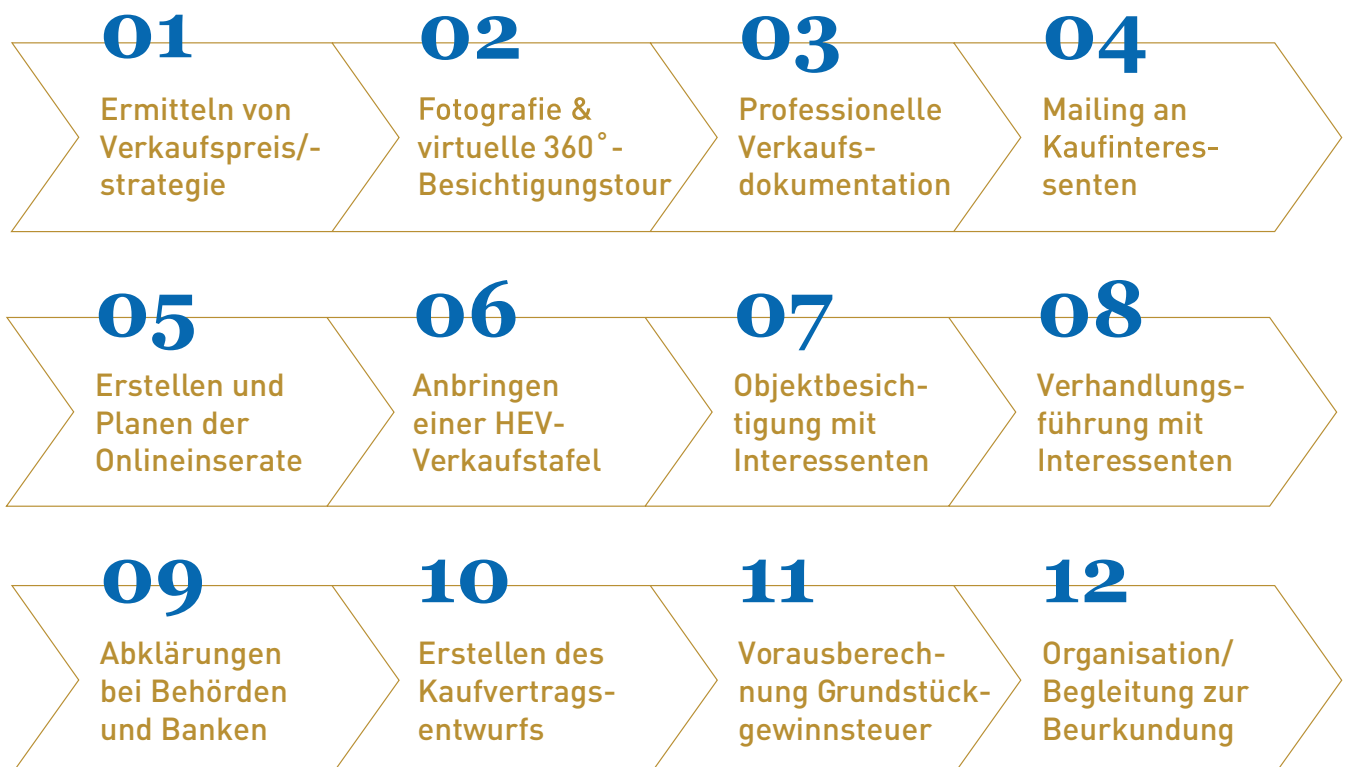 01
Ermitteln von
Verkaufspreis/-
strategie
02
Fotografie &
virtuelle 360°-
Besichtigungstour
03
Professionelle
Verkaufs-
dokumentation
04
Mailing an
Kaufinteres-
senten
05
Erstellen und
Planen der
Onlineinserate
06
Anbringen
einer HEV-
Verkaufstafel
07
Objektbesich-
tigung mit
Interessenten
08
Verhandlungs-
führung mit
Interessenten
09
Abklärungen
bei Behörden
und Banken
10
Erstellen des
Kaufvertrags-
entwurfs
11
Vorausberech-
nung Grundstück-
gewinnsteuer
12
Organisation/
Begleitung zur
Beurkundung